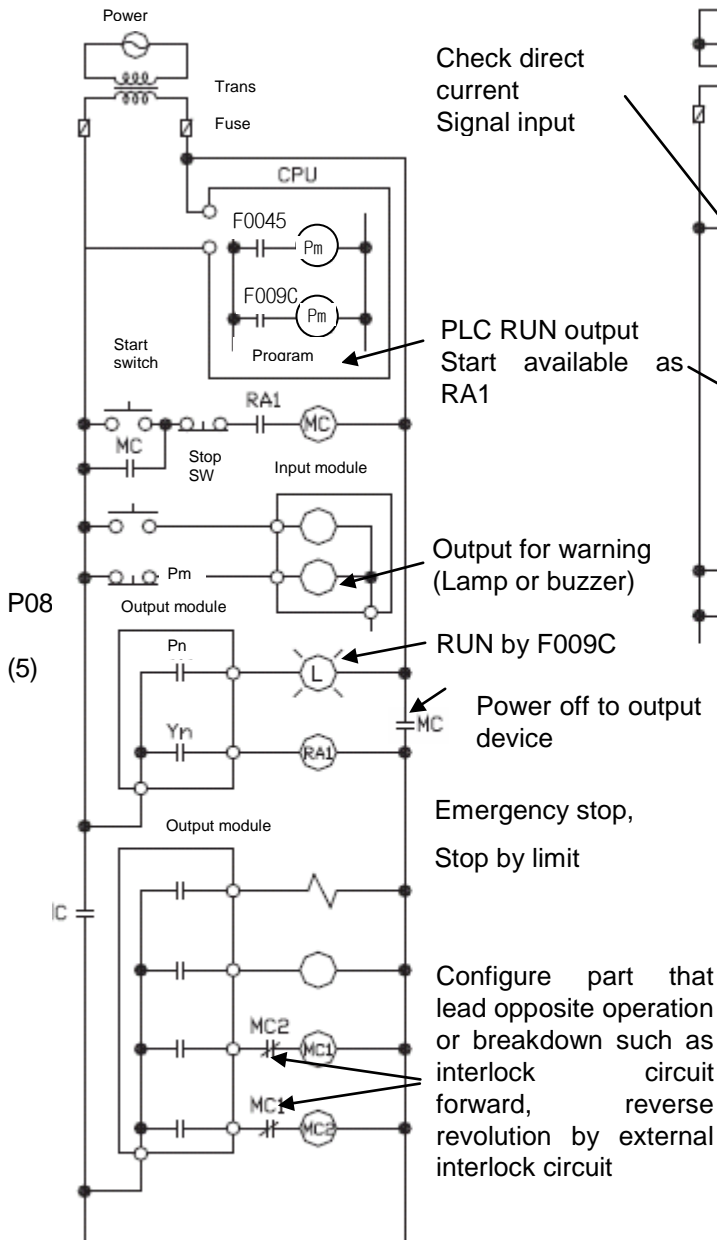 Power
Trans
Fuse
CPU
F0045
Pm
F009C
Pm
Program
Check direct
current
Signal input
PLC RUN output
Start available as
RA1
Start
switch
RA1
MC
MC
Stop
SW
Input module
Pm
Output for warning
(Lamp or buzzer)
P08
(5)
Output module
Pn
L
RUN by F009C
MC
Power off to output
device
Yn
RA1
Emergency stop,
Stop by limit
Output module
C
MC2
MC1
MC1
MC2
Configure part that
lead opposite operation
or breakdown such as
interlock circuit
forward, reverse
revolution by external
interlock circuit